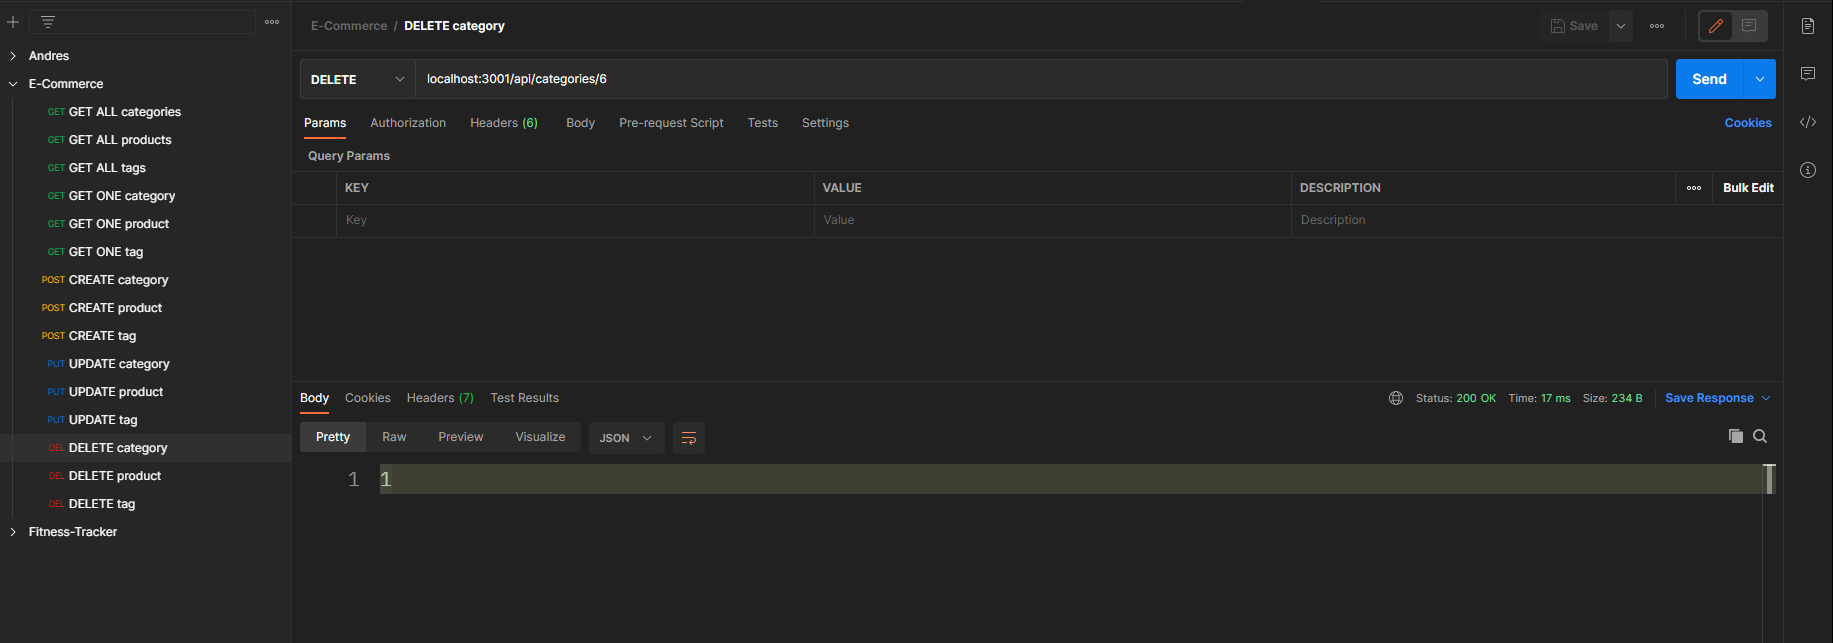 Andres
E-Commerce
GET GET ALL categories
GET GET ALL products
GET GET ALL tags
GET GET ONE category
GET GET ONE product
GET GET ONE tag
POST CREATE category
POST CREATE product
POST CREATE tag
PUT UPDATE category
PUT UPDATE product
PUT UPDATE tag
DEL DELETE category
DEL DELETE product
DEL DELETE tag
Fitness-Tracker
E-Commerce / DELETE category
Save
DELETE localhost:3001/api/categories/6 Send
Params Authorization Headers (6) Body Pre-request Script Tests Settings Cookies
Query Params
KEY VALUE DESCRIPTION Bulk Edit
Key Value Description
Body Cookies Headers (7) Test Results Status: 200 OK Time: 17 ms Size: 234 B Save Response
Pretty Raw Preview Visualize JSON
1 1